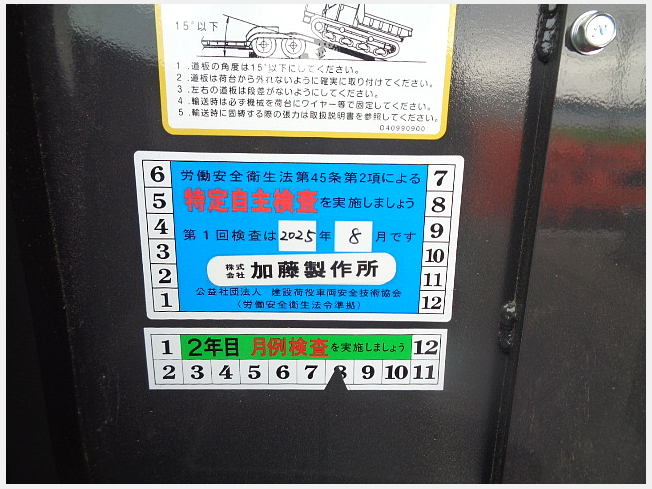 15°以下
1．道板の角度は15°以下にしてください。
2．道板は荷台から外れないように確実に取り付けてください。
3．左右の道板は段差がないようにしてください。
4．輸送時は必ず機械を荷台にワイヤー等で固定してください。
5．輸送時に固縛する際の張力は取扱説明書を参照してください。
040990900
6 労働安全衛生法第45条第2項による 7
5 特定自主検査を実施しましょう 8
4 第1回検査は2025年8月です 9
3 10
2 株式会社 加藤製作所 11
1 公益社団法人 建設荷役車両安全技術協会 12
(労働安全衛生法令準拠)
1 2年目 月例検査を実施しましょう 12
2 3 4 5 6 7 8 9 10 11